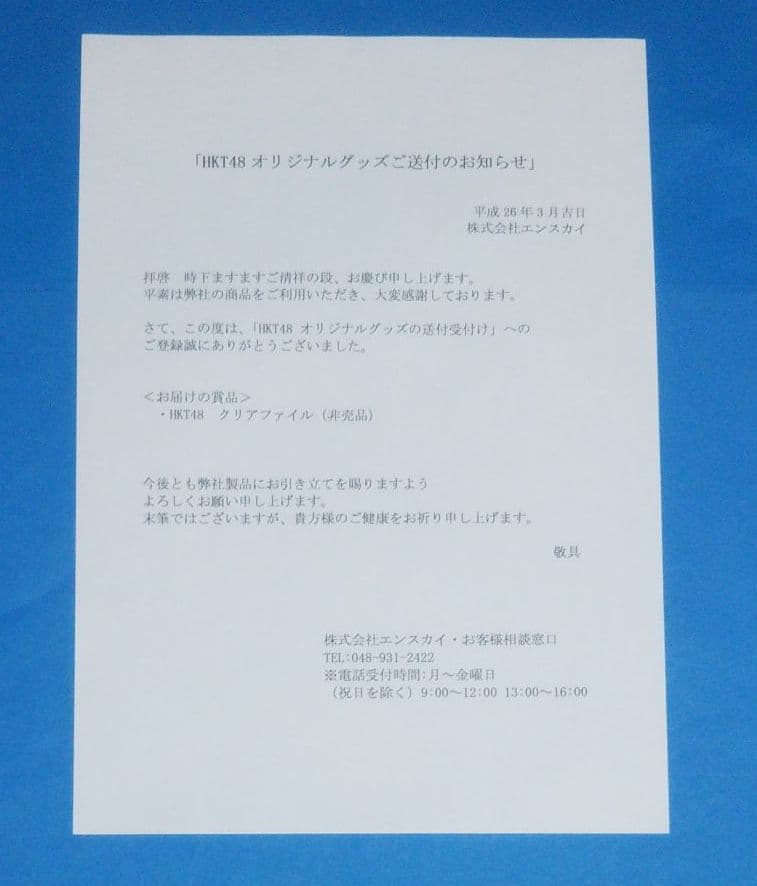 「HKT48 オリジナルグッズご送付のお知らせ」
平成 26 年 3 月吉日
株式会社エンスカイ
拝啓　時下ますますご清祥の段、お慶び申し上げます。
平素は弊社の商品をご利用いただき、大変感謝しております。
さて、この度は、「HKT48 オリジナルグッズの送付受付け」への
ご登録誠にありがとうございました。
＜お届けの賞品＞
・HKT48　クリアファイル（非売品）
今後とも弊社製品にお引き立てを賜りますよう
よろしくお願い申し上げます。
末筆ではございますが、貴方様のご健康をお祈り申し上げます。
敬具
株式会社エンスカイ・お客様相談窓口
TEL:048-931-2422
※電話受付時間:月～金曜日
（祝日を除く）9:00～12:00 13:00～16:00